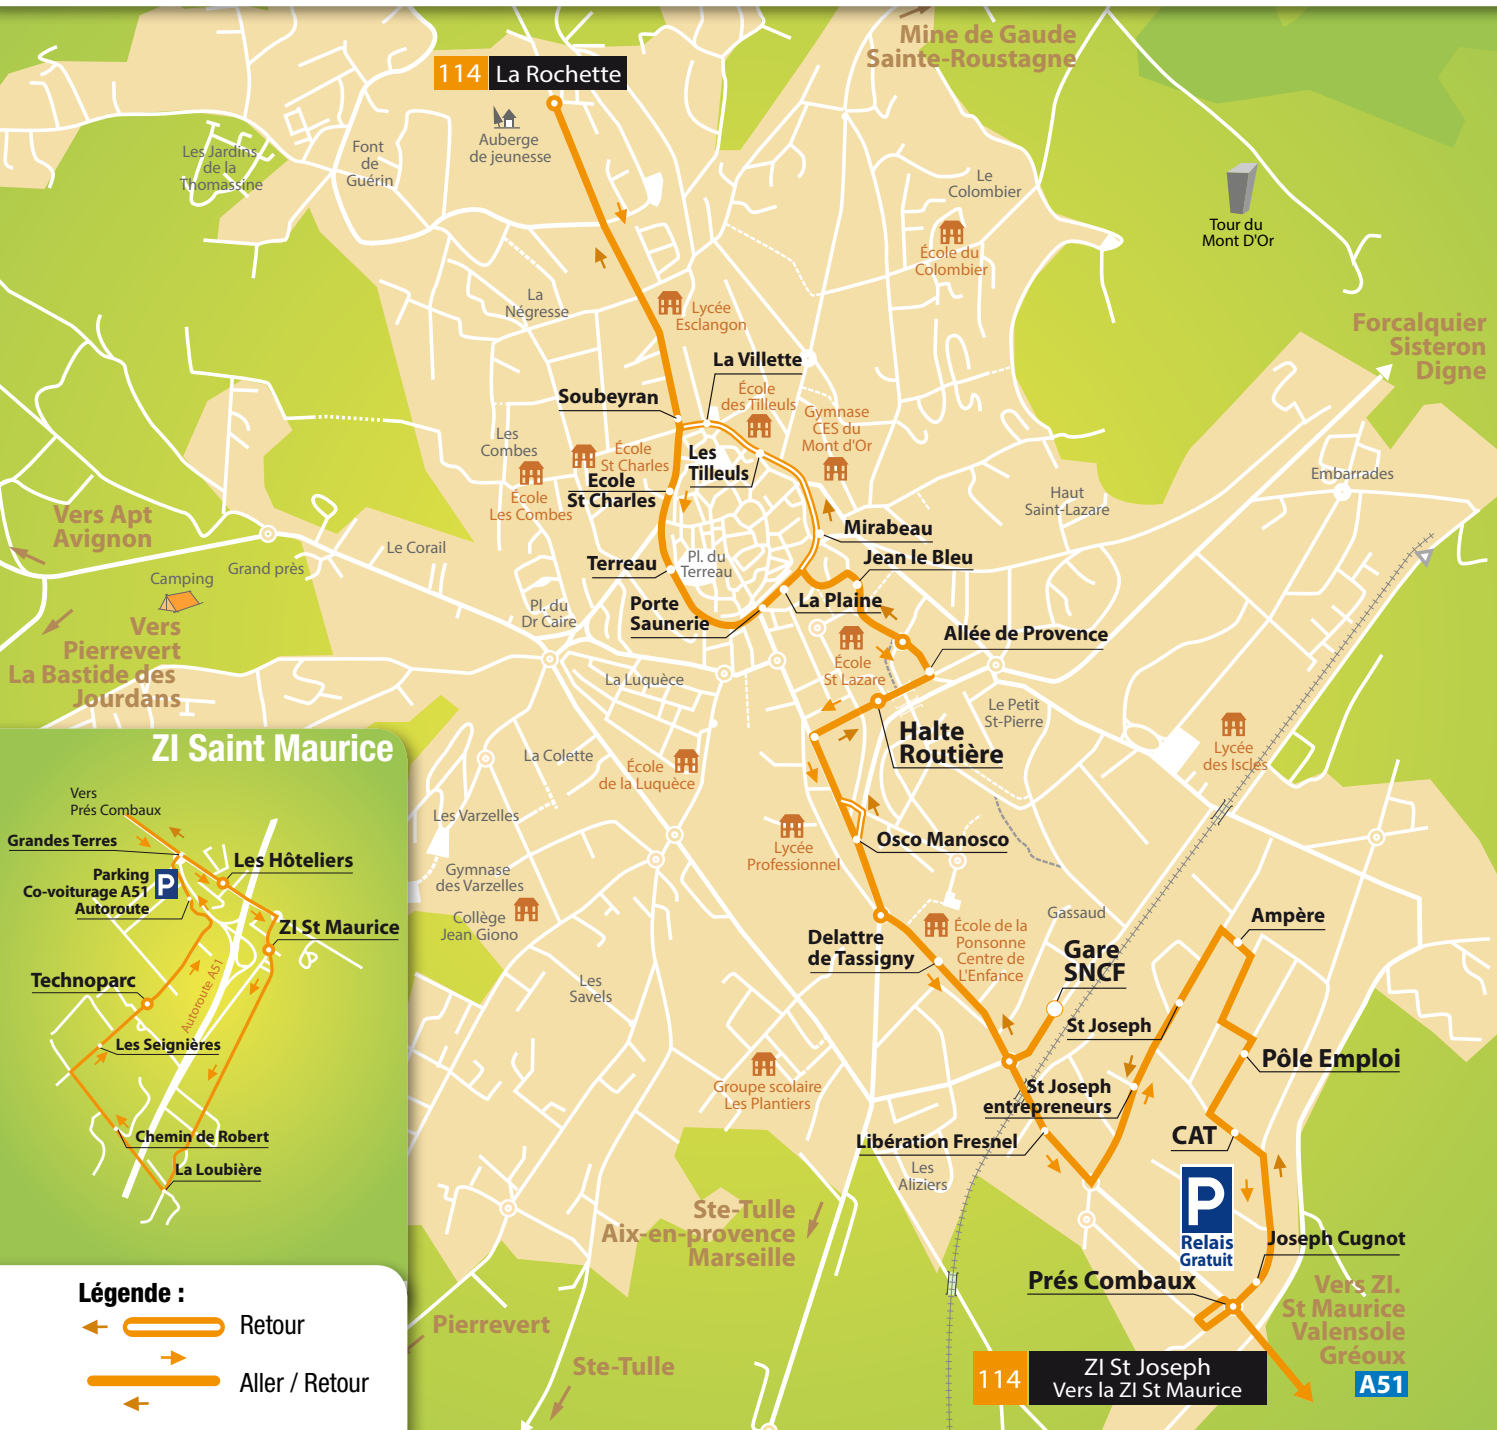 Mine de Gaude
Sainte-Roustagne
114 La Rochette
Auberge
de jeunesse
Les Jardins
de la
Thomassine
Font
de
Guérin
Le
Colombier
Tour du
Mont D'Or
École du
Colombier
La
Négresse
Lycée
Esclangon
Forcalquier
Sisteron
Digne
La Villette
Soubeyran
École
des Tilleuls
Gymnase
CES du
Mont d'Or
Les
Combes
École
St Charles
Les
Tilleuls
Ecole
St Charles
École
Les Combes
Embarrades
Haut
Saint-Lazare
Vers Apt
Avignon
Mirabeau
Le Corail
Jean le Bleu
Grand près
Camping
Terreau
Pl. du
Terreau
La Plaine
Porte
Saunerie
Pl. du
Dr Caire
Vers
Pierrevert
La Bastide des
Jourdans
Allée de Provence
École
St Lazare
La Luquèce
Le Petit
St-Pierre
Halte
Routière
Lycée
des Iscles
La Colette
École
de la Luquèce
ZI Saint Maurice
Vers
Prés Combaux
Grandes Terres
Les Hôteliers
Parking
Co-voiturage A51
Autoroute
P
ZI St Maurice
Technoparc
Autoroute A51
Les Seignières
Chemin de Robert
La Loubière
Les Varzelles
Lycée
Professionnel
Osco Manosco
Gymnase
des Varzelles
Collège
Jean Giono
Gassaud
Ampère
École de la
Ponsonne
Centre de
L'Enfance
Delattre
de Tassigny
Gare
SNCF
Les
Savels
St Joseph
Pôle Emploi
Groupe scolaire
Les Plantiers
St Joseph
entrepreneurs
Libération Fresnel
CAT
Les
Aliziers
P
Relais
Gratuit
Ste-Tulle
Aix-en-provence
Marseille
Joseph Cugnot
Prés Combaux
Vers ZI.
St Maurice
Valensole
Gréoux
A51
Pierrevert
Ste-Tulle
114 ZI St Joseph
Vers la ZI St Maurice
Légende :
Retour
Aller / Retour